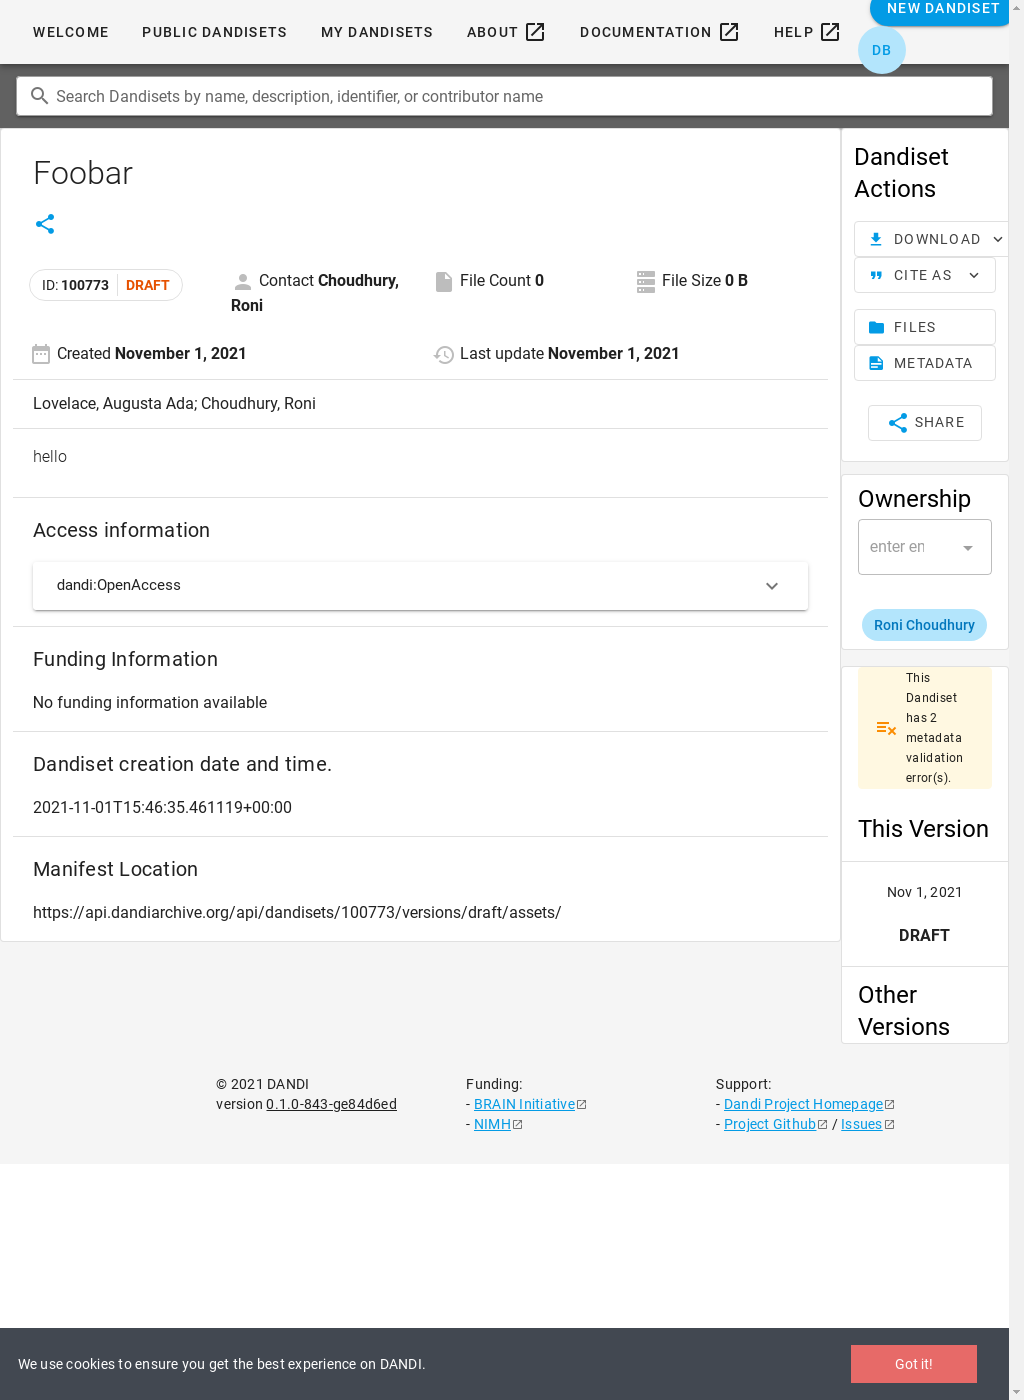 WELCOME PUBLIC DANDISETS MY DANDISETS ABOUT DOCUMENTATION HELP NEW DANDISET
DB
Search Dandisets by name, description, identifier, or contributor name
Foobar
ID: 100773 DRAFT
Contact Choudhury, Roni
File Count 0
File Size 0 B
Created November 1, 2021
Last update November 1, 2021
Lovelace, Augusta Ada; Choudhury, Roni
hello
Access information
dandi:OpenAccess
Funding Information
No funding information available
Dandiset creation date and time.
2021-11-01T15:46:35.461119+00:00
Manifest Location
https://api.dandiarchive.org/api/dandisets/100773/versions/draft/assets/
Dandiset
Actions
DOWNLOAD
CITE AS
FILES
METADATA
SHARE
Ownership
enter en
Roni Choudhury
This
Dandiset
has 2
metadata
validation
error(s).
This Version
Nov 1, 2021
DRAFT
Other
Versions
© 2021 DANDI
version 0.1.0-843-ge84d6ed
Funding:
- BRAIN Initiative
- NIMH
Support:
- Dandi Project Homepage
- Project Github / Issues
We use cookies to ensure you get the best experience on DANDI.
Got it!